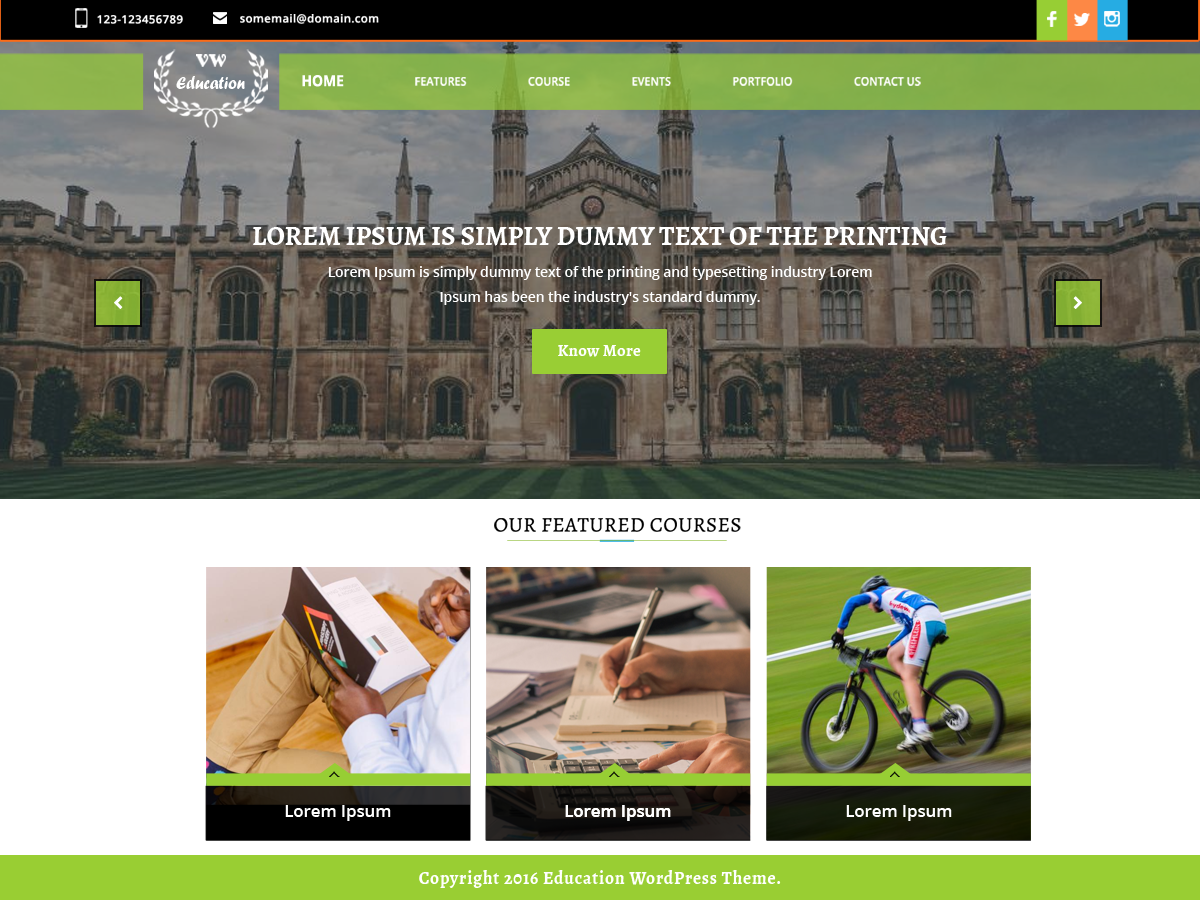 123-123456789
somemail@domain.com
VW
Education
HOME
FEATURES
COURSE
EVENTS
PORTFOLIO
CONTACT US
LOREM IPSUM IS SIMPLY DUMMY TEXT OF THE PRINTING
Lorem Ipsum is simply dummy text of the printing and typesetting industry Lorem
Ipsum has been the industry's standard dummy.
Know More
OUR FEATURED COURSES
Lorem Ipsum
Lorem Ipsum
Lorem Ipsum
Copyright 2016 Education WordPress Theme.